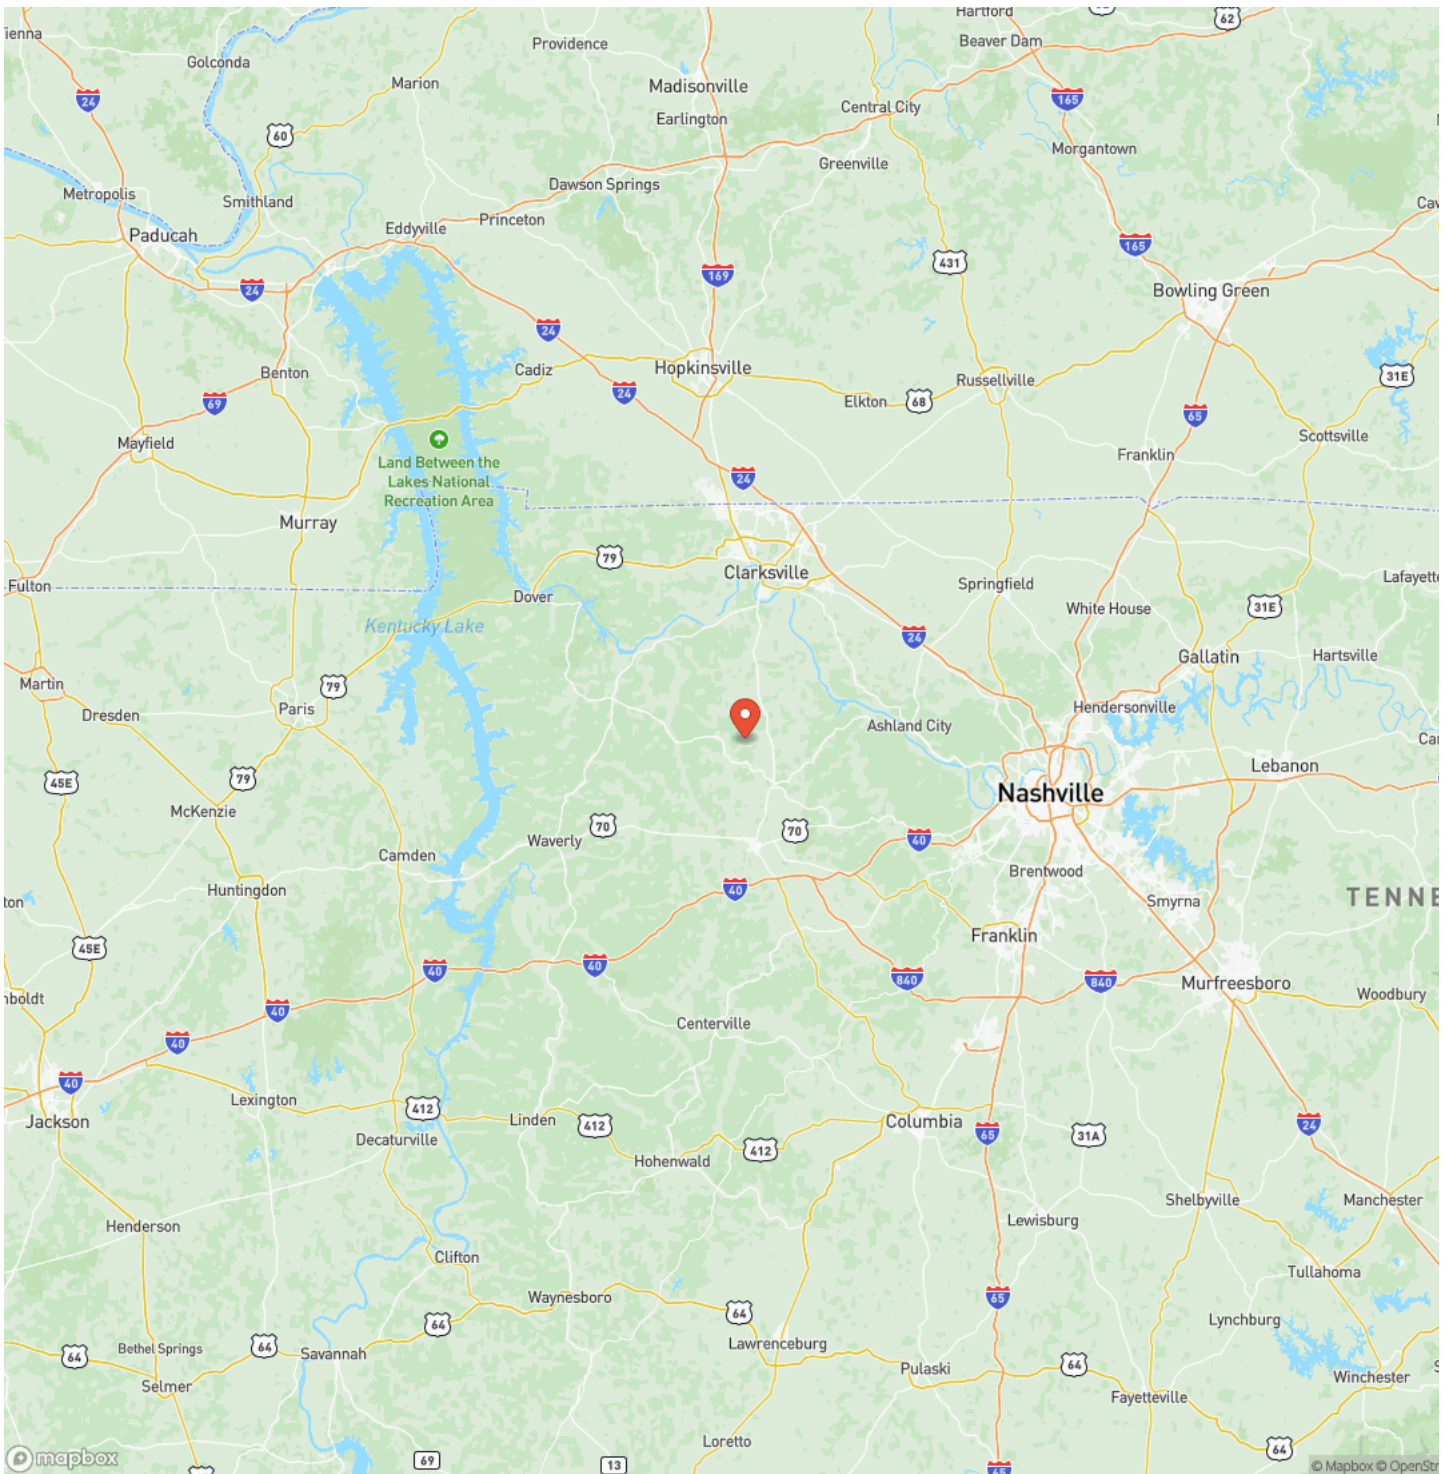 Hartford
62
ienna
Beaver Dam
Providence
Golconda
Marion
Madisonville
24
165
Central City
Earlington
60
Morgantown
Greenville
Dawson Springs
Metropolis
Smithland
Princeton
Eddyville
Paducah
165
431
169
24
Bowling Green
24
Hopkinsville
Cadiz
Benton
31E
Russellville
24
Elkton
68
69
65
Scottsville
Mayfield
Franklin
Land Between the
Lakes National
Recreation Area
24
Murray
79
Clarksville
Springfield
Lafayette
Fulton
Dover
White House
31E
Kentucky Lake
24
Gallatin
Hartsville
Martin
79
Paris
Dresden
Hendersonville
Ashland City
Lebanon
79
45E
Nashville
McKenzie
70
70
Waverly
40
Camden
Brentwood
Huntingdon
40
TENNE
Smyrna
ton
Franklin
45E
40
40
840
840
Murfreesboro
Woodbury
mboldt
40
Centerville
40
40
Lexington
412
Linden
412
Jackson
Columbia
65
24
31A
Decaturville
412
Hohenwald
Shelbyville
Manchester
Henderson
Lewisburg
Clifton
Tullahoma
Waynesboro
65
64
64
Lynchburg
Lawrenceburg
64
Bethel Springs
64
Savannah
Pulaski
64
Winchester
Selmer
Fayetteville
Loretto
64
mapbox
69
13
65
© Mapbox © OpenStr